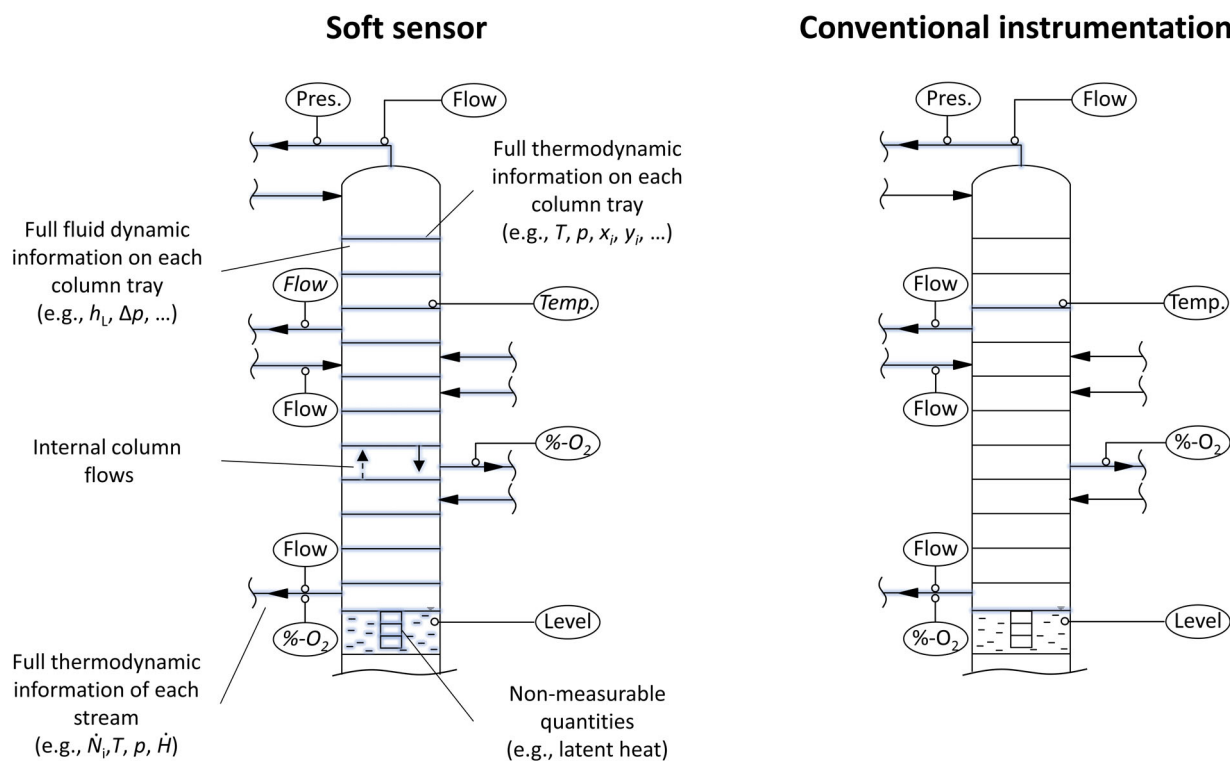 Soft sensor
Conventional instrumentation
Pres.
Flow
Full thermodynamic
information on each
column tray
(e.g., T, p, xᵢ, yᵢ, ...)
Full fluid dynamic
information on each
column tray
(e.g., h_L, Δp, ...)
Flow
Temp.
Flow
Internal column
flows
%-O₂
Flow
%-O₂
Level
Full thermodynamic
information of each
stream
(e.g., Ṅᵢ,T, p, Ḣ)
Non-measurable
quantities
(e.g., latent heat)
Pres.
Flow
Flow
Temp.
Flow
%-O₂
Flow
%-O₂
Level